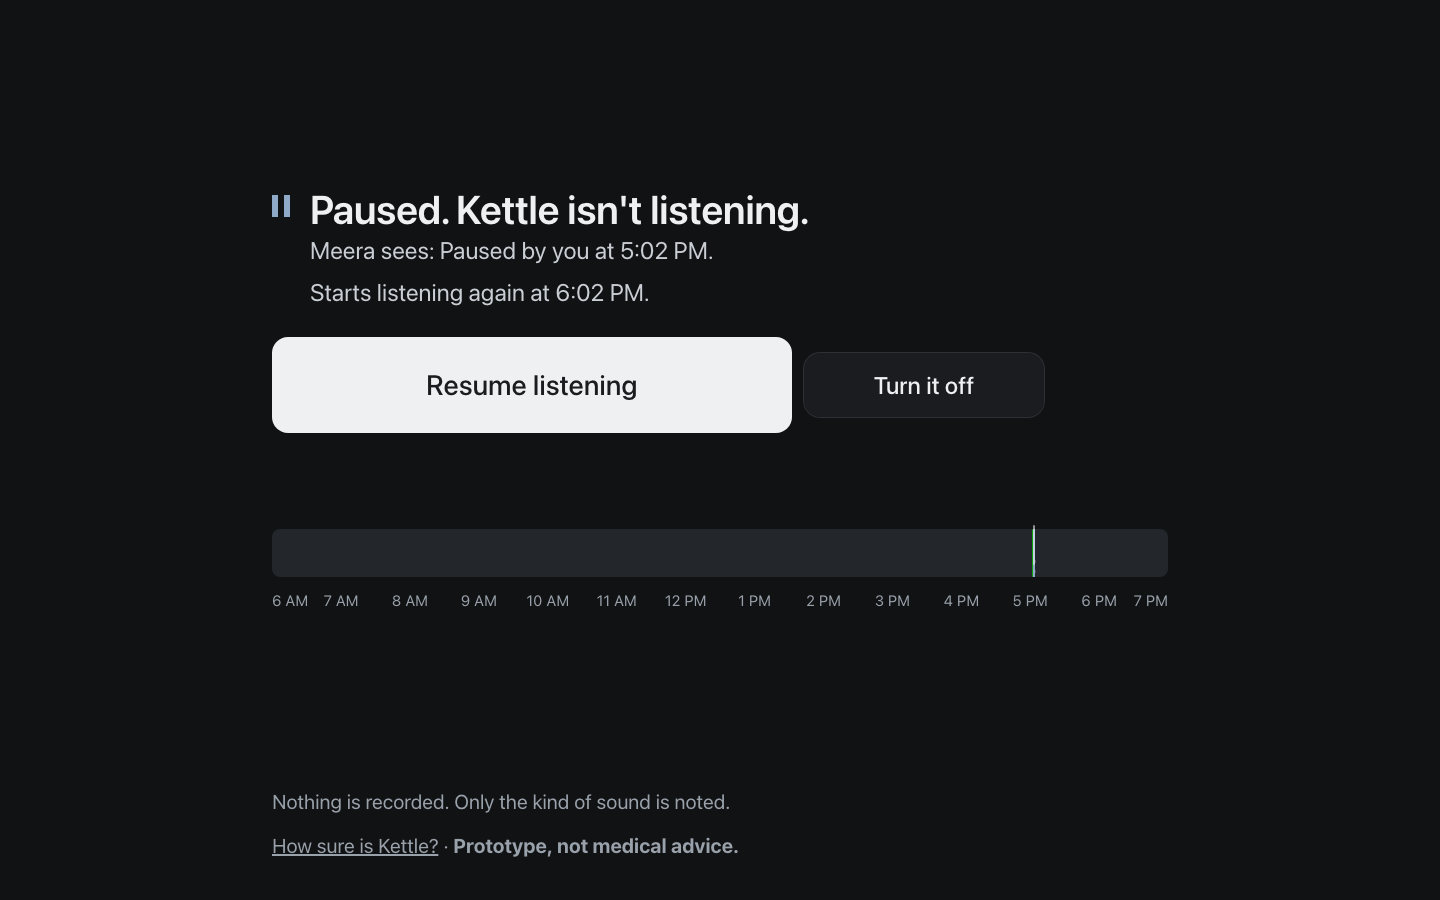 Paused. Kettle isn't listening.
Meera sees: Paused by you at 5:02 PM.
Starts listening again at 6:02 PM.
Resume listening
Turn it off
6 AM 7 AM 8 AM 9 AM 10 AM 11 AM 12 PM 1 PM 2 PM 3 PM 4 PM 5 PM 6 PM 7 PM
Nothing is recorded. Only the kind of sound is noted.
How sure is Kettle? · Prototype, not medical advice.